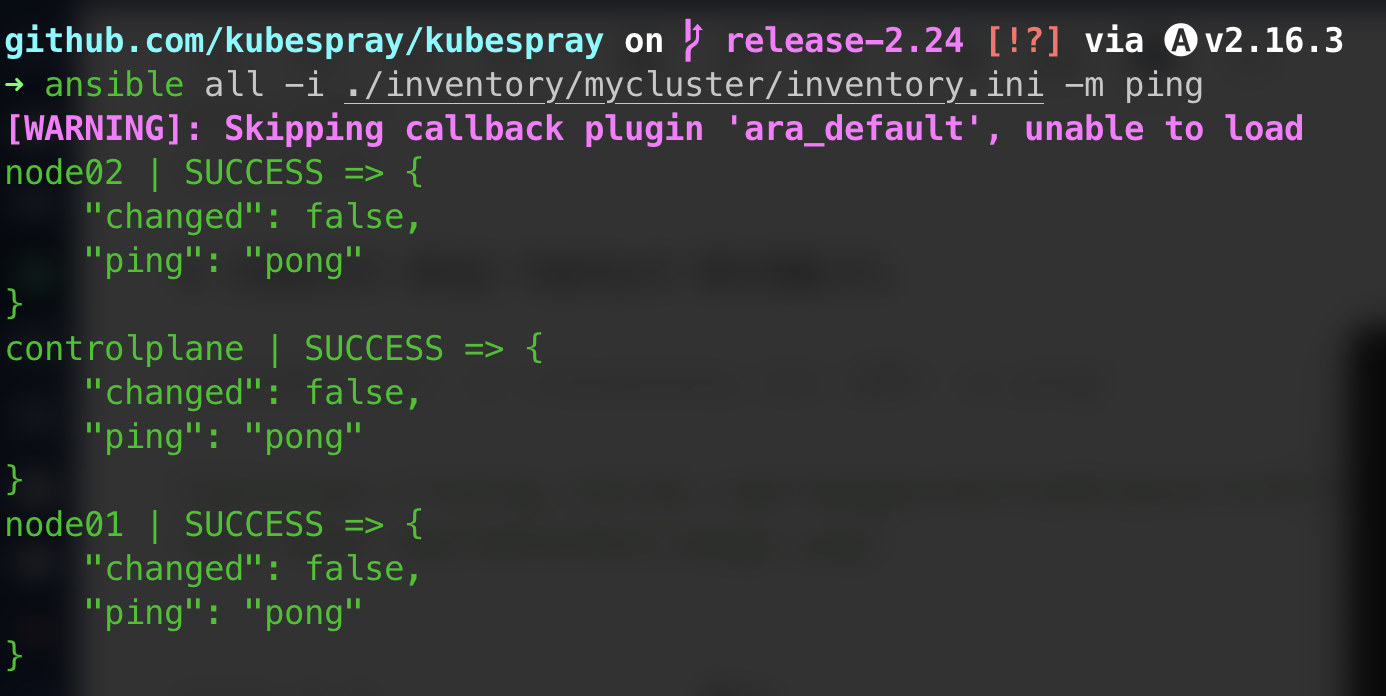 github.com/kubespray/kubespray on release-2.24 [!?] via Ⓐ v2.16.3
➜ ansible all -i ./inventory/mycluster/inventory.ini -m ping
[WARNING]: Skipping callback plugin 'ara_default', unable to load
node02 | SUCCESS => {
    "changed": false,
    "ping": "pong"
}
controlplane | SUCCESS => {
    "changed": false,
    "ping": "pong"
}
node01 | SUCCESS => {
    "changed": false,
    "ping": "pong"
}